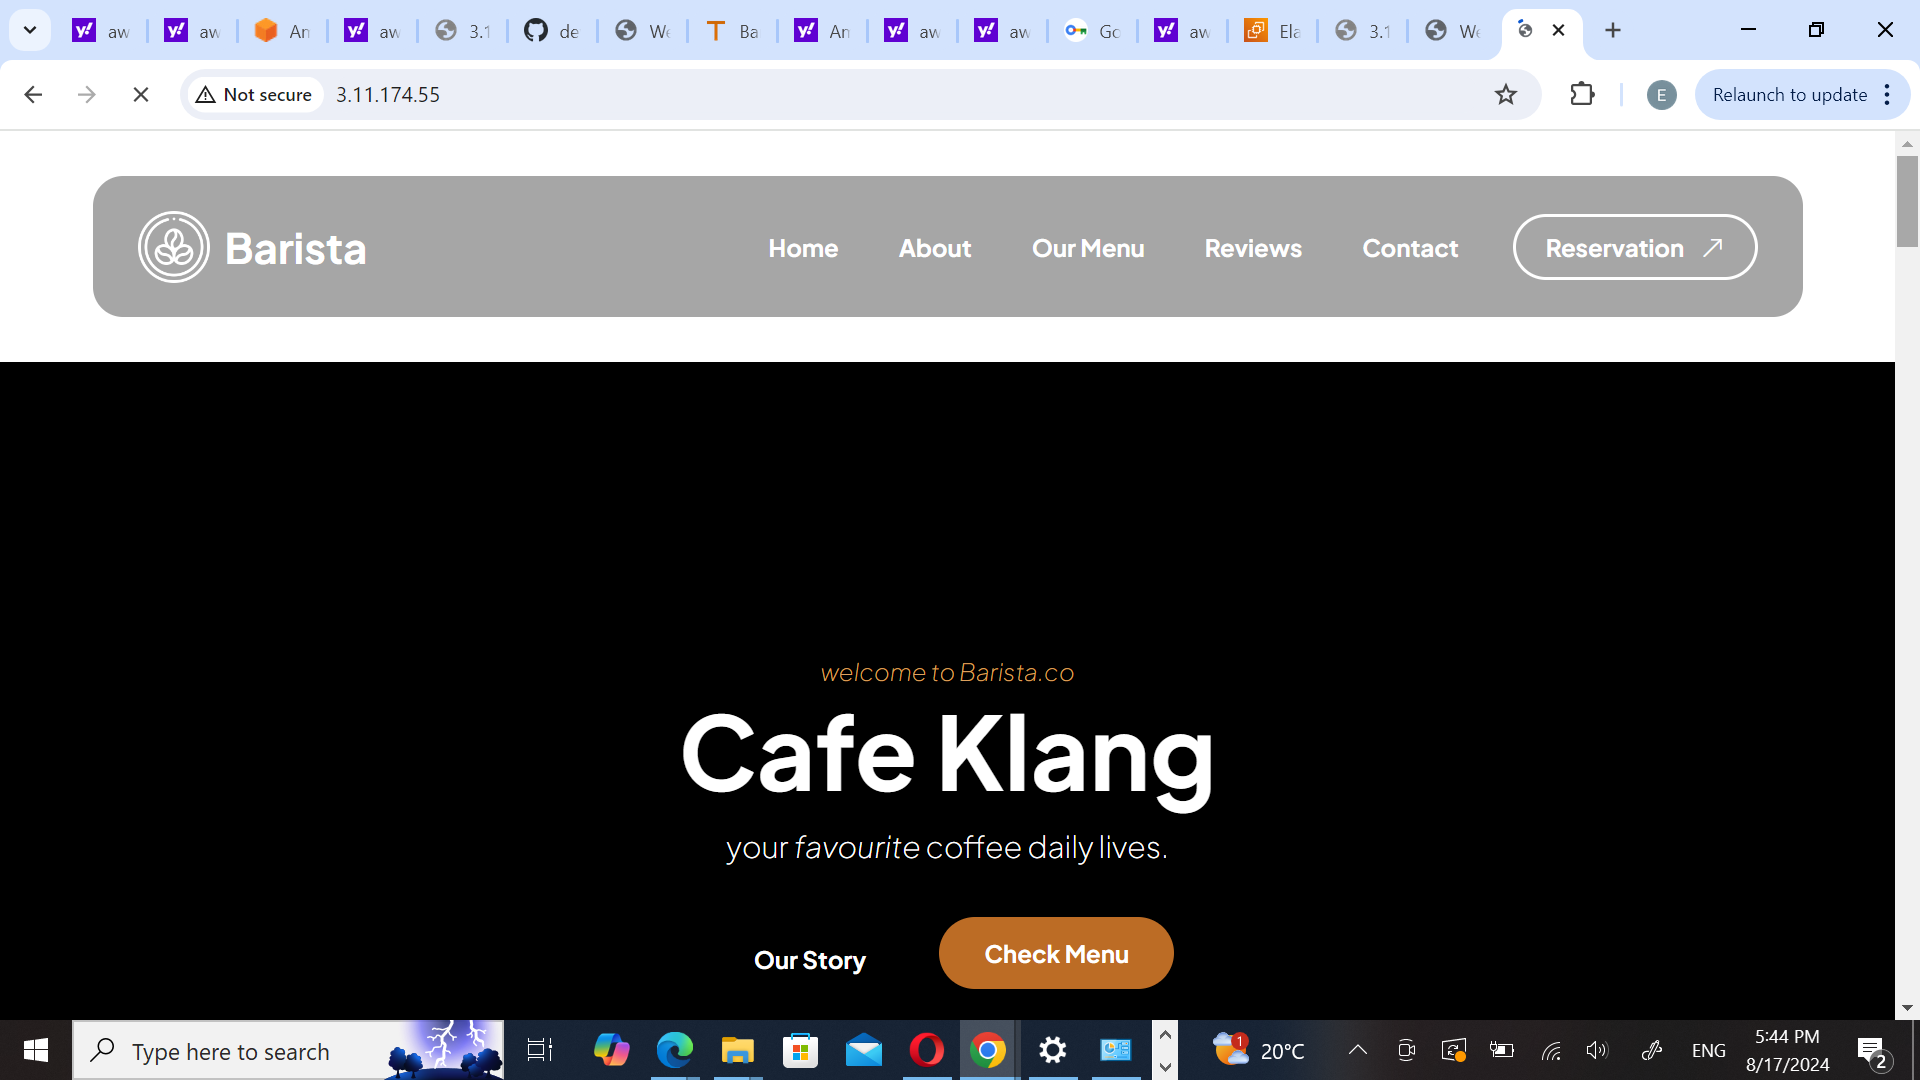 aw
aw
An
aw
3.1
de
We
Ba
An
aw
aw
Go
aw
Ela
3.1
We
Not secure
3.11.174.55
E
Relaunch to update
Barista
Home
About
Our Menu
Reviews
Contact
Reservation
welcome to Barista.co
Cafe Klang
your favourite coffee daily lives.
Our Story
Check Menu
Type here to search
1
20°C
ENG
5:44 PM
8/17/2024
2